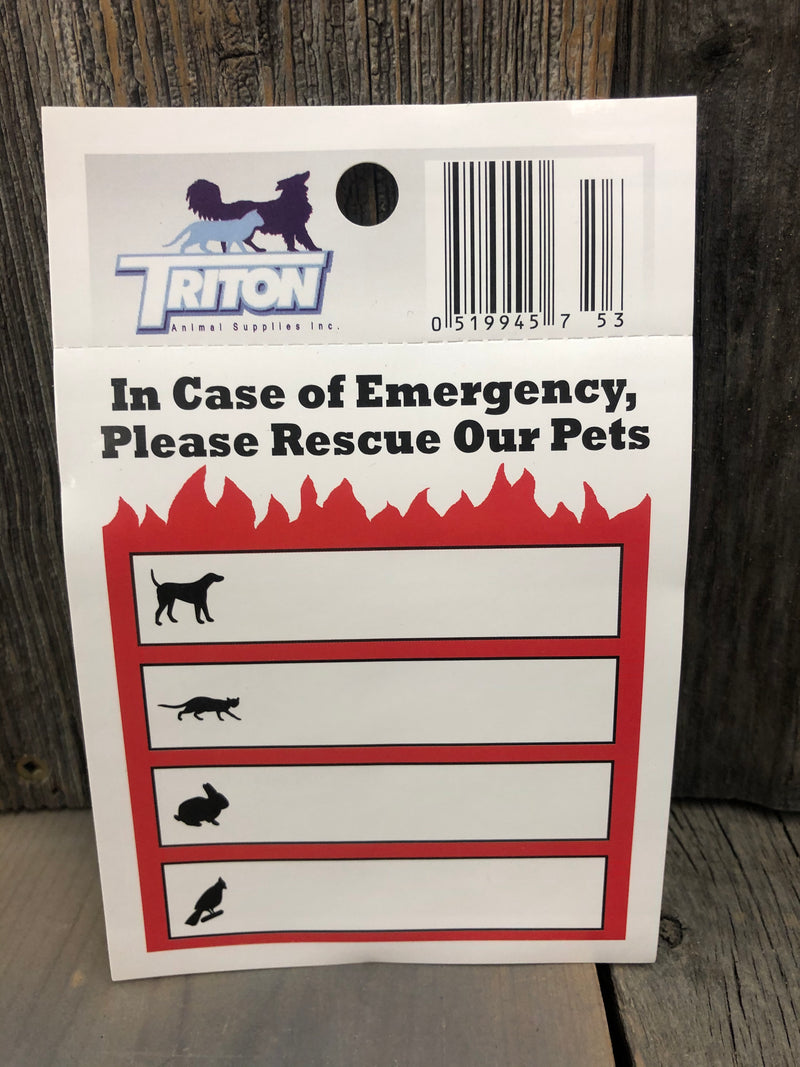 TRITON
Animal Supplies Inc.
0 519945 7 53
In Case of Emergency,
Please Rescue Our Pets